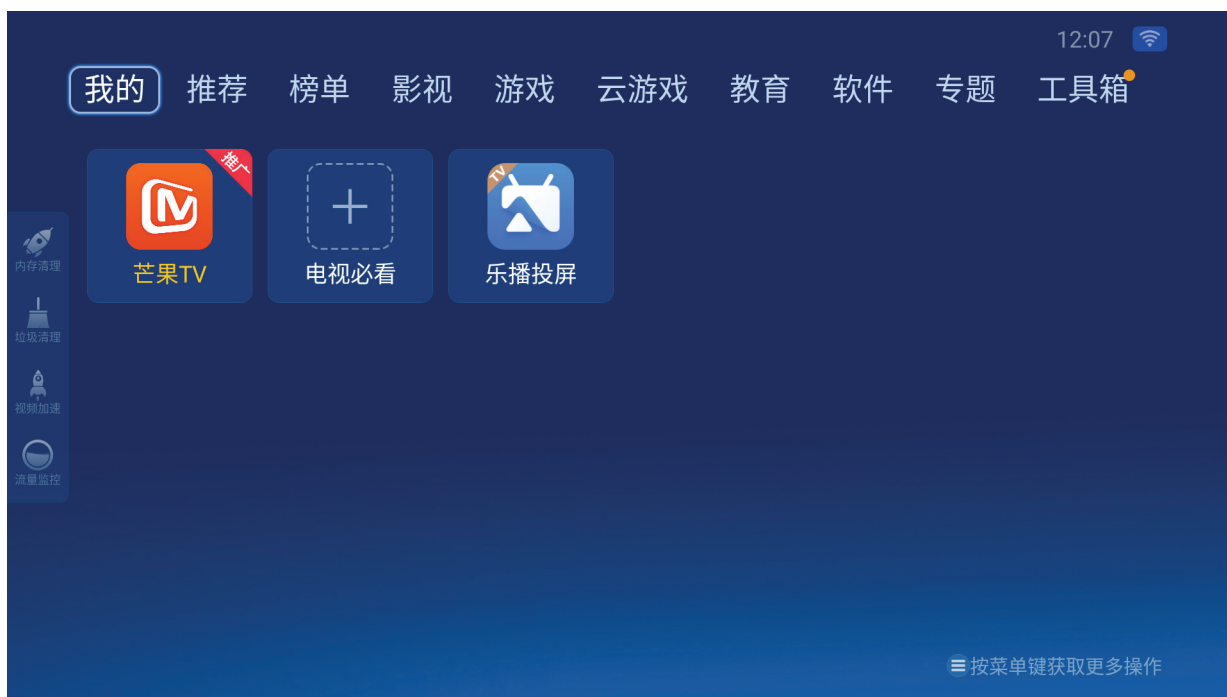 12:07
我的 推荐 榜单 影视 游戏 云游戏 教育 软件 专题 工具箱
推广
TV
芒果TV 电视必看 乐播投屏
内存清理
垃圾清理
视频加速
流量监控
按菜单键获取更多操作